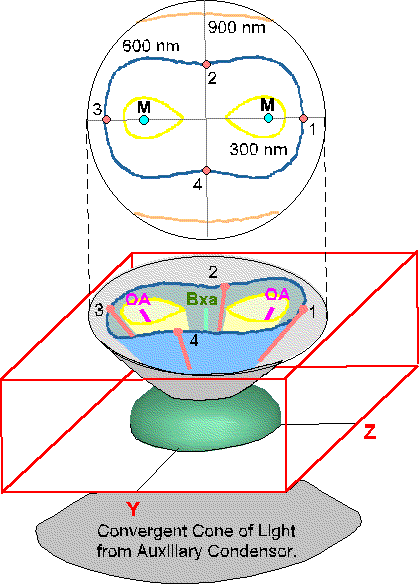 900 nm
600 nm
2
3
M
M
1
300 nm
4
2
OA
Bxa
OA
3
1
4
Z
Y
Convergent Cone of Light
from Auxiliary Condensor.